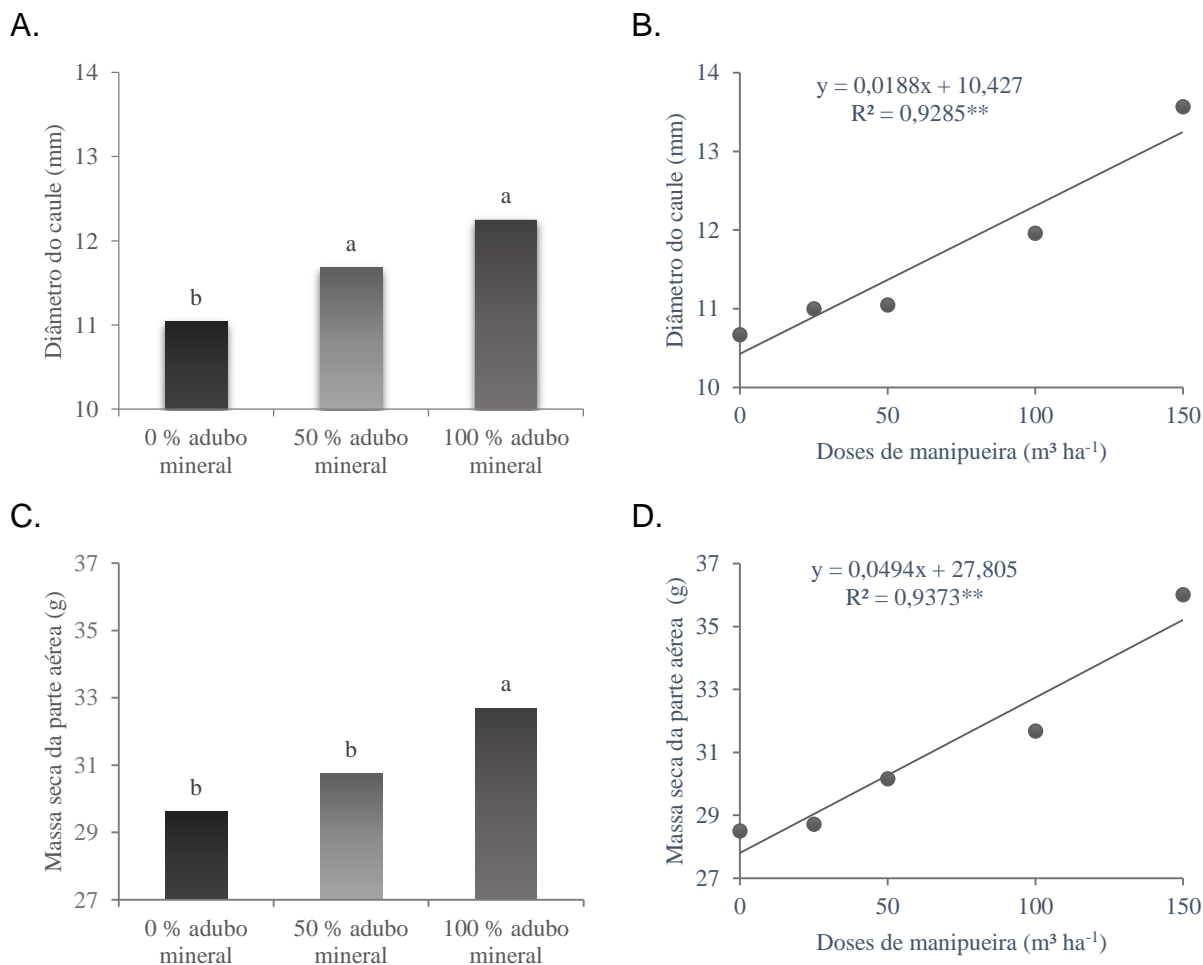 A.
Diâmetro do caule (mm)
14
13
12
11
10
b
a
a
0 % adubo
mineral
50 % adubo
mineral
100 % adubo
mineral
B.
Diâmetro do caule (mm)
14
13
12
11
10
y = 0,0188x + 10,427
R² = 0,9285**
0
50
100
150
Doses de manipueira (m³ ha⁻¹)
C.
Massa seca da parte aérea (g)
37
35
33
31
29
27
b
b
a
0 % adubo
mineral
50 % adubo
mineral
100 % adubo
mineral
D.
Massa seca da parte aérea (g)
37
35
33
31
29
27
y = 0,0494x + 27,805
R² = 0,9373**
0
50
100
150
Doses de manipueira (m³ ha⁻¹)